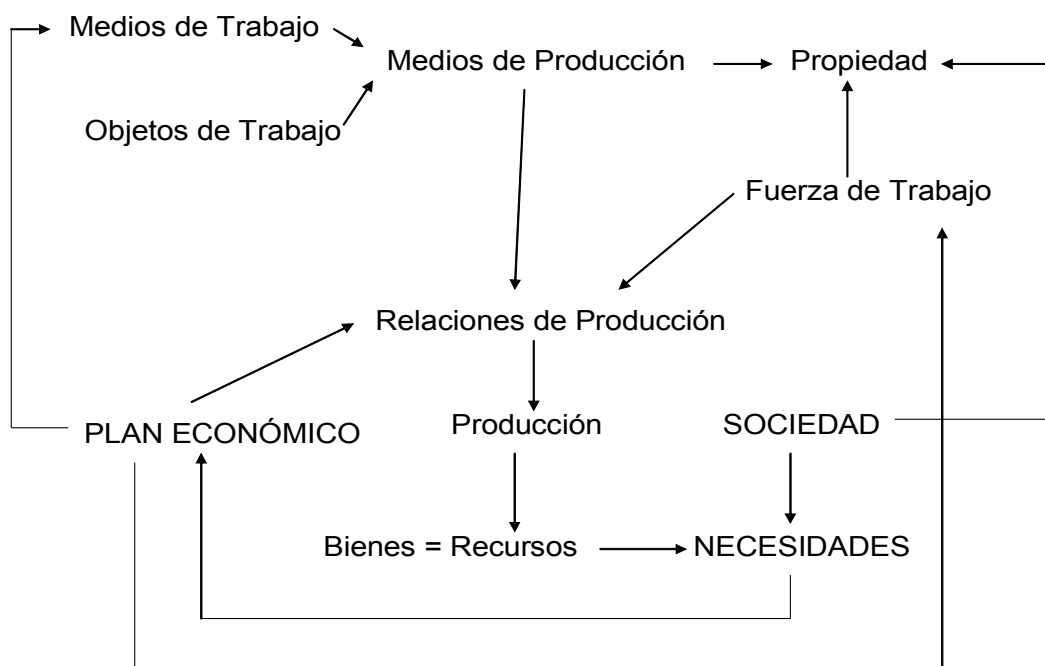 Medios de Trabajo
Medios de Producción
Propiedad
Objetos de Trabajo
Fuerza de Trabajo
Relaciones de Producción
PLAN ECONÓMICO
Producción
SOCIEDAD
Bienes = Recursos
NECESIDADES